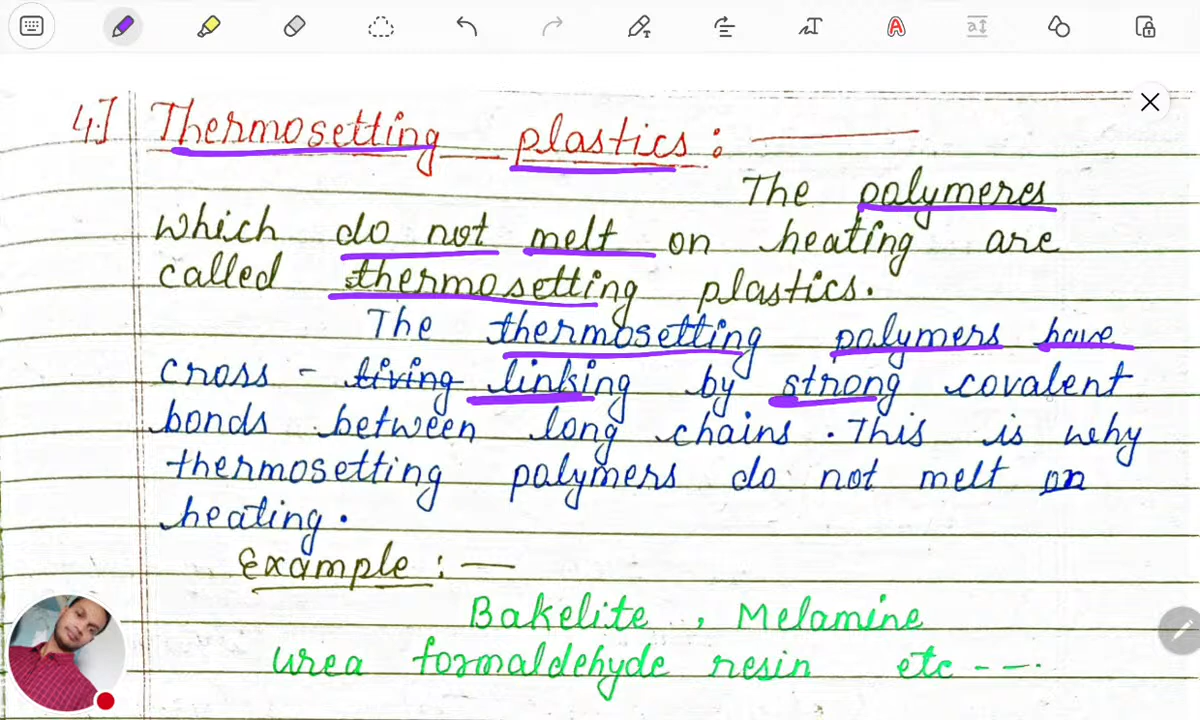 4] Thermosetting plastics : ———
The polymeres
which do not melt on heating are
called thermosetting plastics.
The thermosetting polymers have
cross - living linking by strong covalent
bonds between long chains . This is why
thermosetting polymers do not melt on
heating .
Example : —
Bakelite , Melamine
urea formaldehyde resin etc - - - .